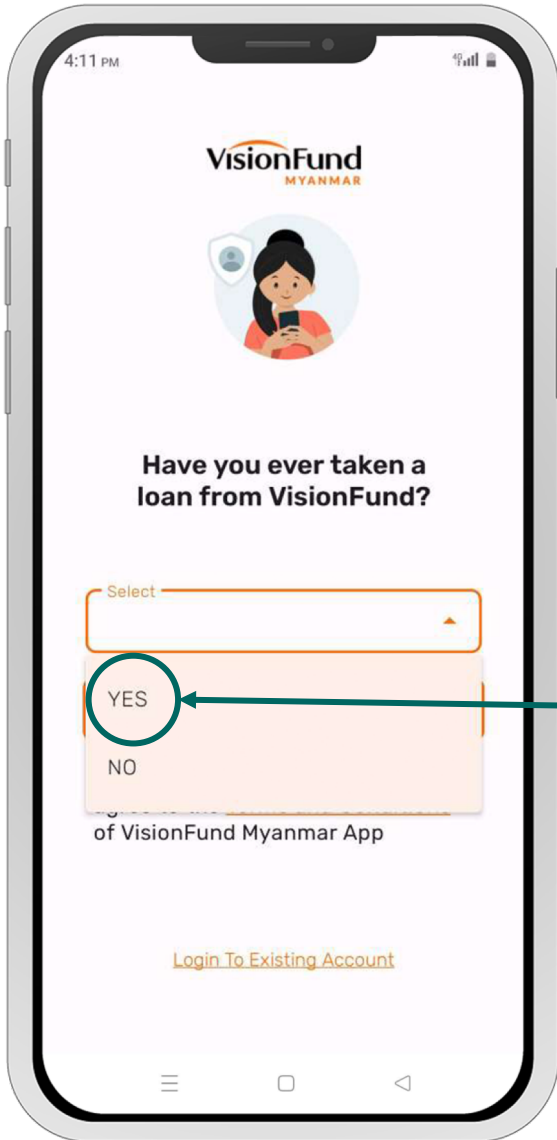 4:11 PM
4G
VisionFund
MYANMAR
Have you ever taken a
loan from VisionFund?
Select
YES
NO
of VisionFund Myanmar App
Login To Existing Account